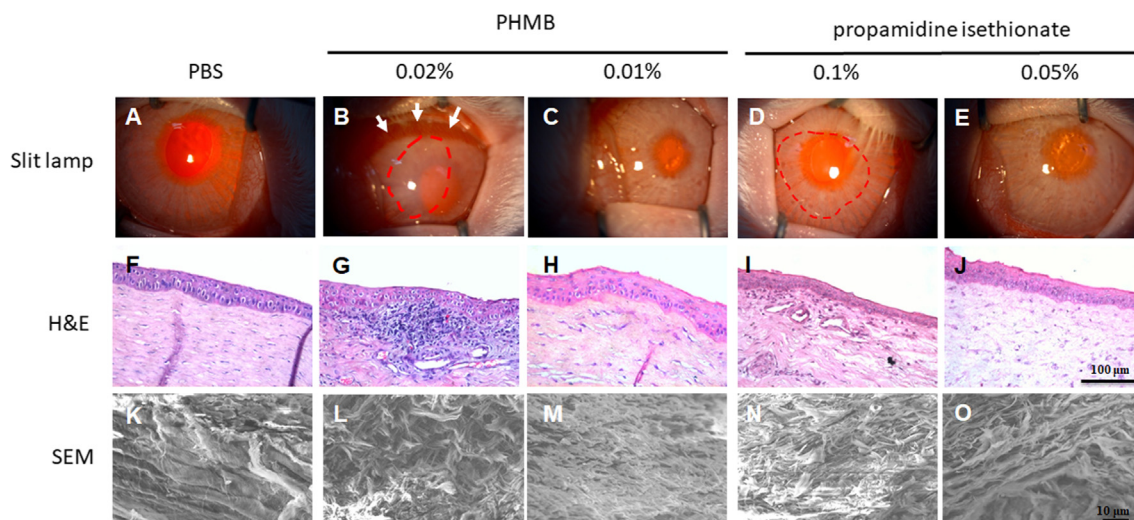 PHMB
propamidine isethionate
PBS
0.02%
0.01%
0.1%
0.05%
Slit lamp
A
B
C
D
E
H&E
F
G
H
I
J
100 μm
SEM
K
L
M
N
O
10 μm